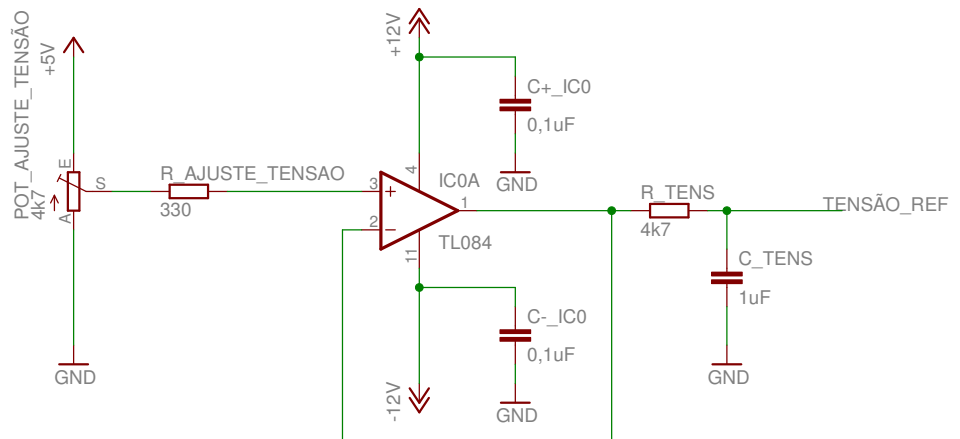 +5V
POT_AJUSTE_TENSÃO
4k7
E
S
A
GND
R_AJUSTE_TENSAO
330
+12V
C+_IC0
0,1uF
GND
4
3
2
1
11
IC0A
TL084
-12V
C-_IC0
0,1uF
GND
R_TENS
4k7
TENSÃO_REF
C_TENS
1uF
GND